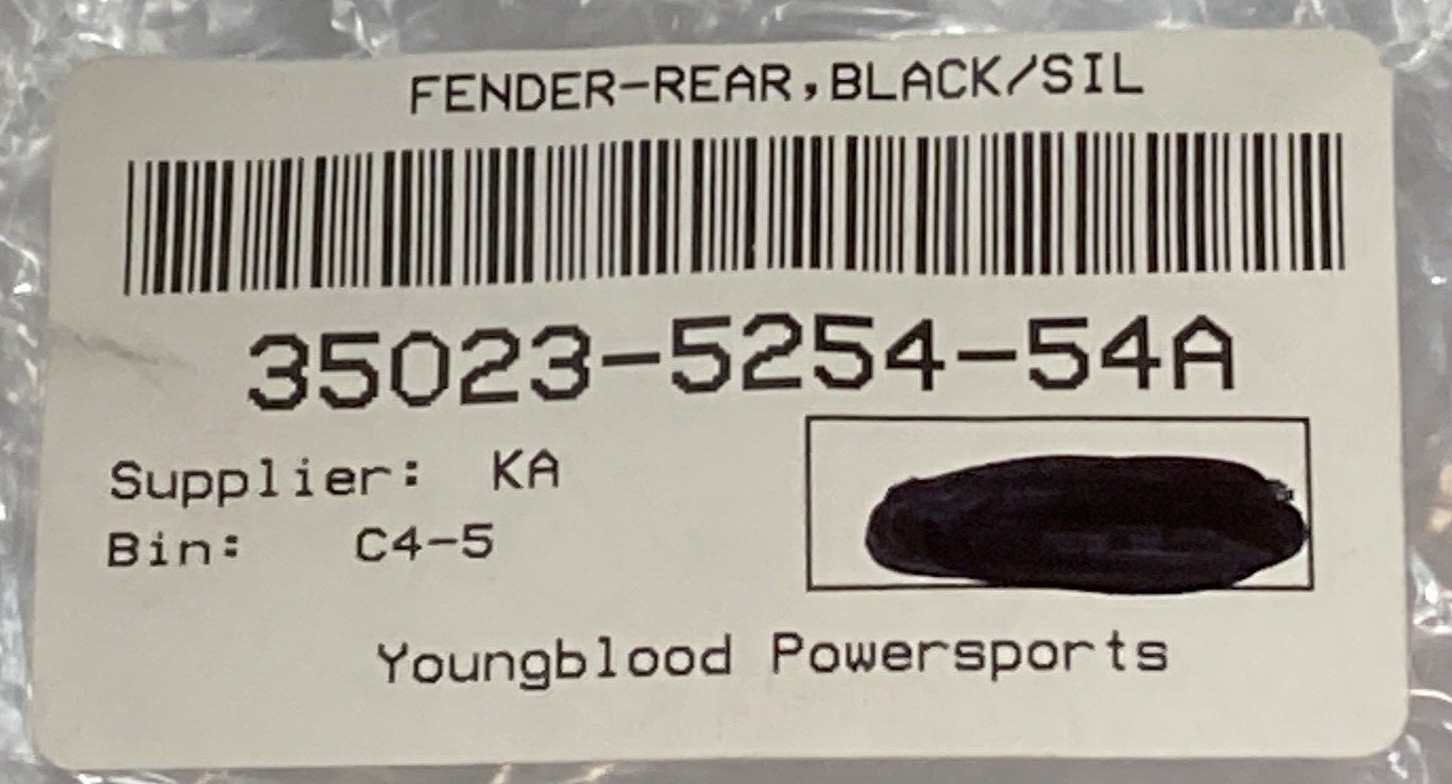 FENDER-REAR,BLACK/SIL
35023-5254-54A
Supplier: KA
Bin: C4-5
Youngblood Powersports